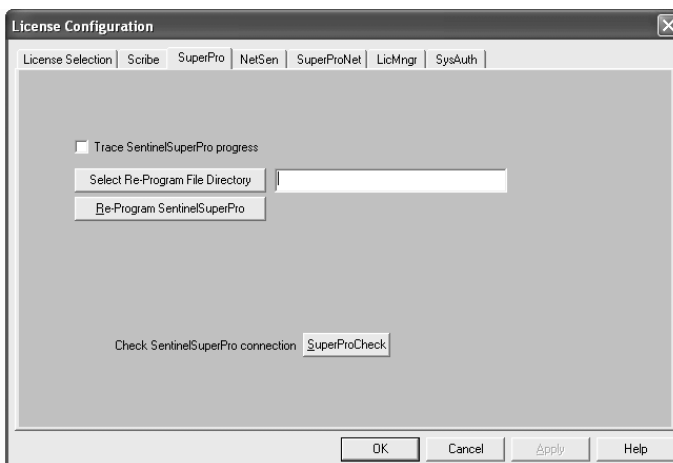 License Configuration
License Selection Scribe SuperPro NetSen SuperProNet LicMngr SysAuth
Trace SentinelSuperPro progress
Select Re-Program File Directory
Re-Program SentinelSuperPro
Check SentinelSuperPro connection SuperProCheck
OK Cancel Apply Help